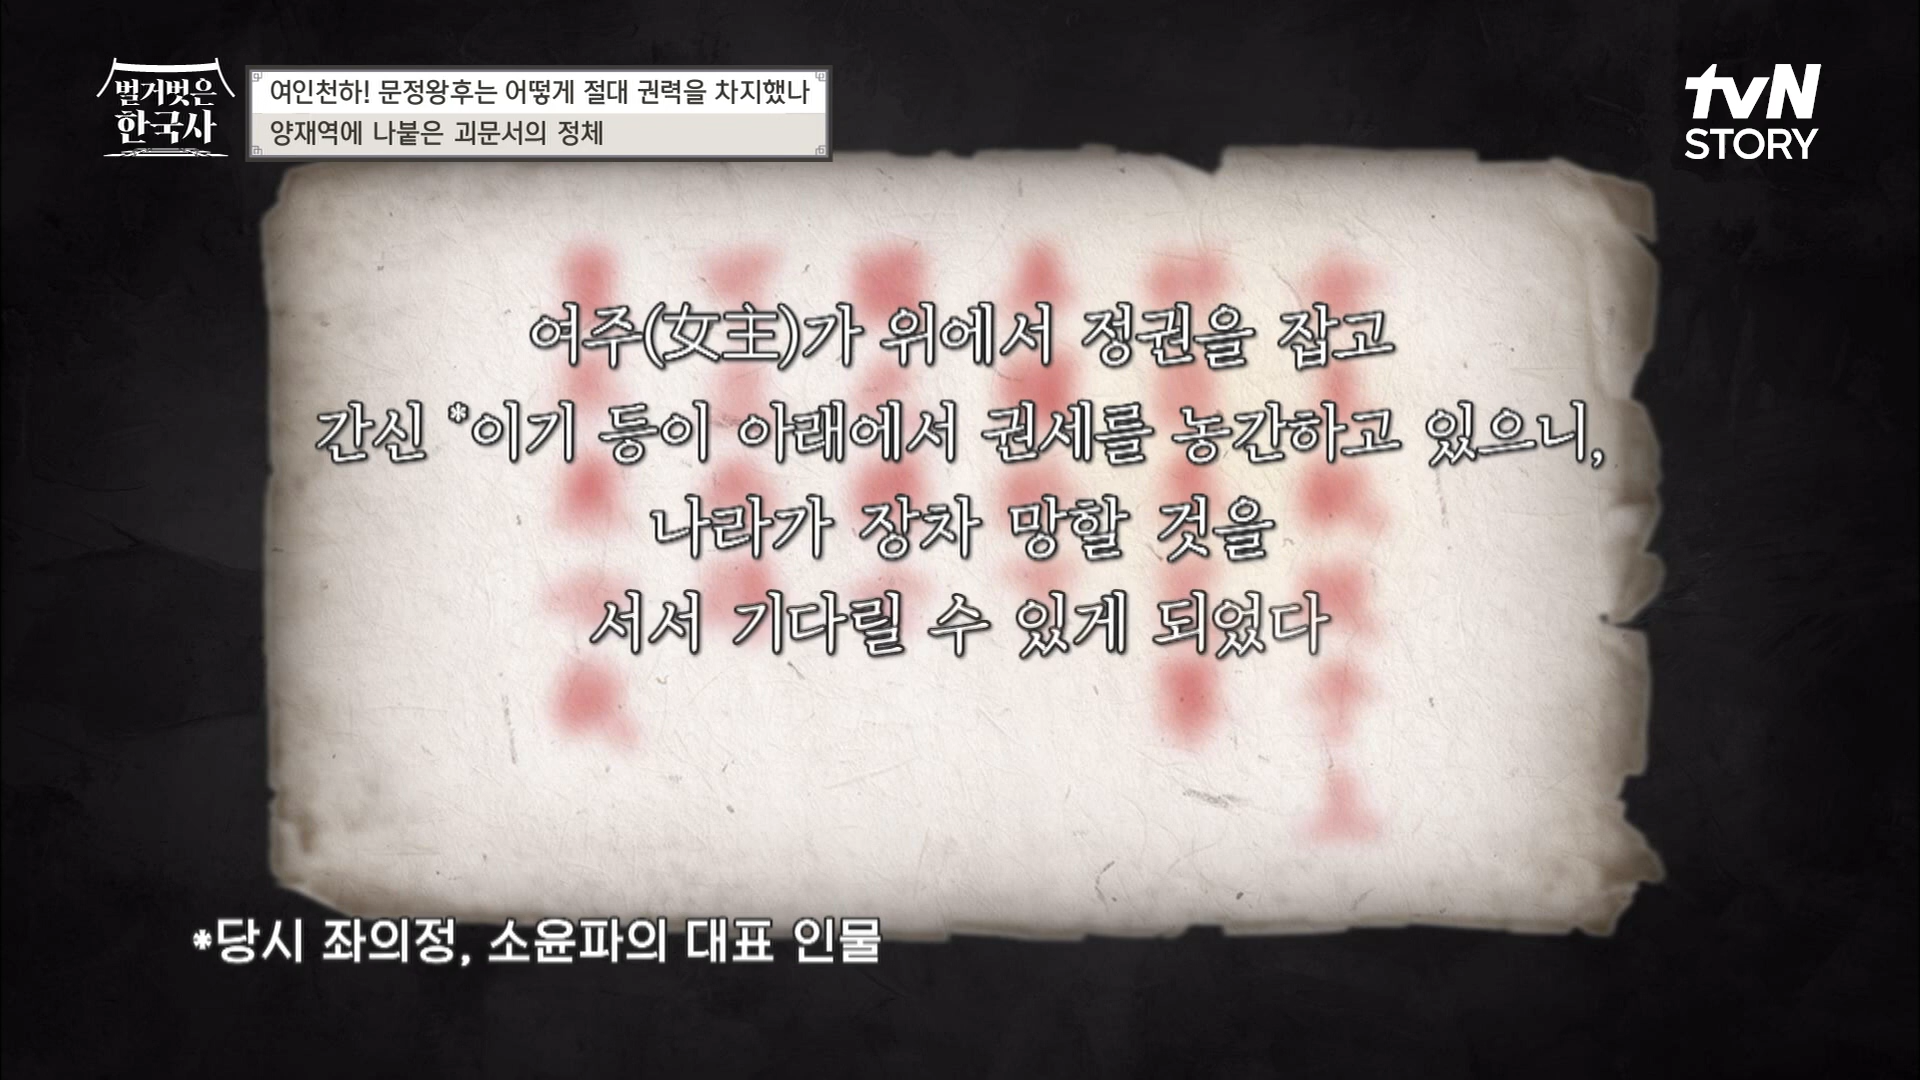 벌거벗은
한국사
여인천하! 문정왕후는 어떻게 절대 권력을 차지했나
양재역에 나붙은 괴문서의 정체
tvN
STORY
여주(女主)가 위에서 정권을 잡고
간신 *이기 등이 아래에서 권세를 농간하고 있으니,
나라가 장차 망할 것을
서서 기다릴 수 있게 되었다
*당시 좌의정, 소윤파의 대표 인물